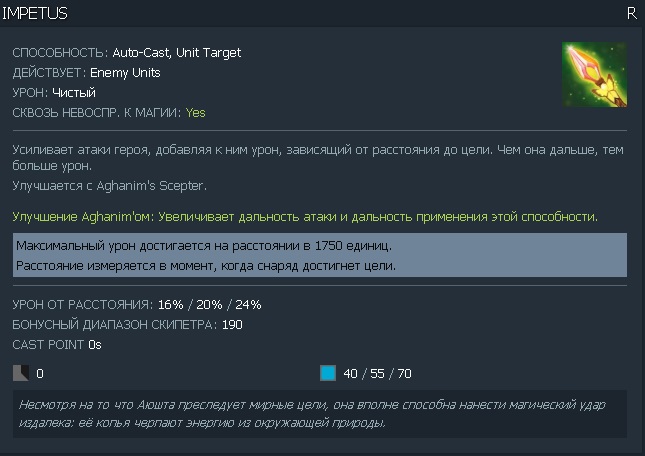 IMPETUS R
СПОСОБНОСТЬ: Auto-Cast, Unit Target
ДЕЙСТВУЕТ: Enemy Units
УРОН: Чистый
СКВОЗЬ НЕВОСПР. К МАГИИ: Yes
Усиливает атаки героя, добавляя к ним урон, зависящий от расстояния до цели. Чем она дальше, тем
больше урон.
Улучшается с Aghanim's Scepter.
Улучшение Aghanim'ом: Увеличивает дальность атаки и дальность применения этой способности.
Максимальный урон достигается на расстоянии в 1750 единиц.
Расстояние измеряется в момент, когда снаряд достигнет цели.
УРОН ОТ РАССТОЯНИЯ: 16% / 20% / 24%
БОНУСНЫЙ ДИАПАЗОН СКИПЕТРА: 190
CAST POINT 0s
0 40 / 55 / 70
Несмотря на то что Аюшта преследует мирные цели, она вполне способна нанести магический удар
издалека: её копья черпают энергию из окружающей природы.